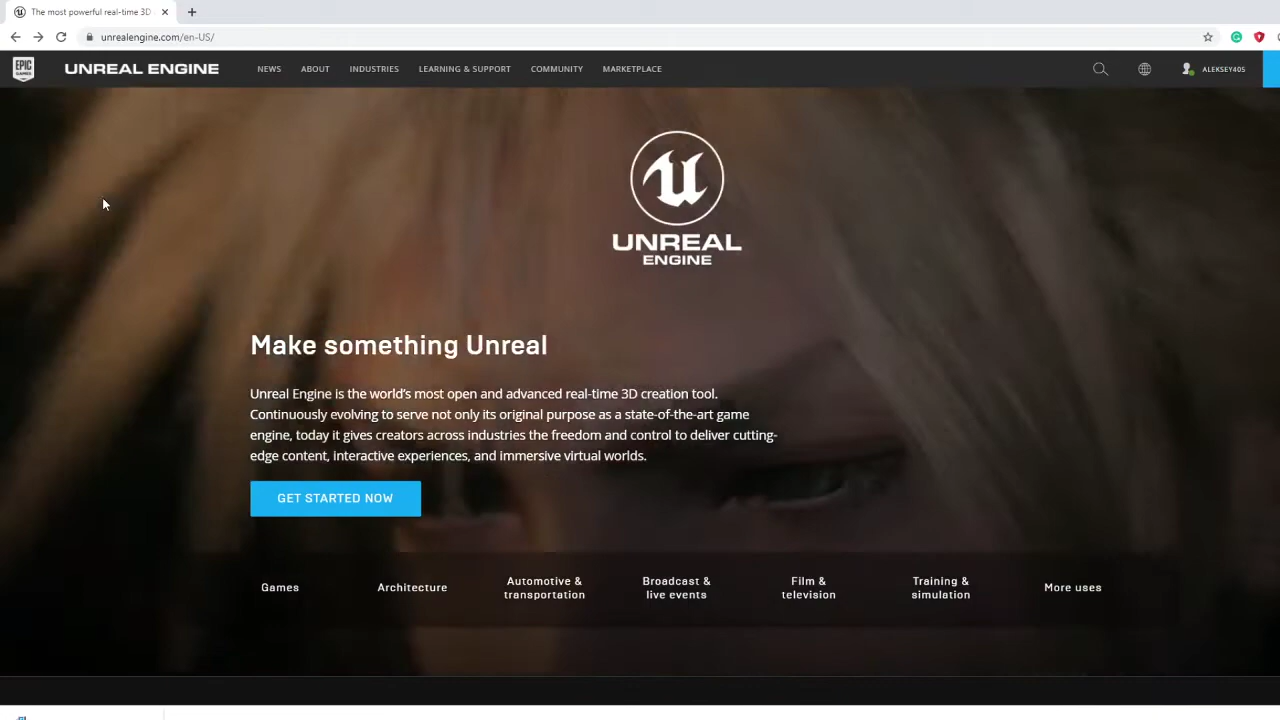 The most powerful real-time 3D
unrealengine.com/en-US/
EPIC GAMES
UNREAL ENGINE
NEWS
ABOUT
INDUSTRIES
LEARNING & SUPPORT
COMMUNITY
MARKETPLACE
ALEKSEY405
UNREAL
ENGINE
Make something Unreal
Unreal Engine is the world's most open and advanced real-time 3D creation tool.
Continuously evolving to serve not only its original purpose as a state-of-the-art game
engine, today it gives creators across industries the freedom and control to deliver cutting-
edge content, interactive experiences, and immersive virtual worlds.
GET STARTED NOW
Games
Architecture
Automotive &
transportation
Broadcast &
live events
Film &
television
Training &
simulation
More uses